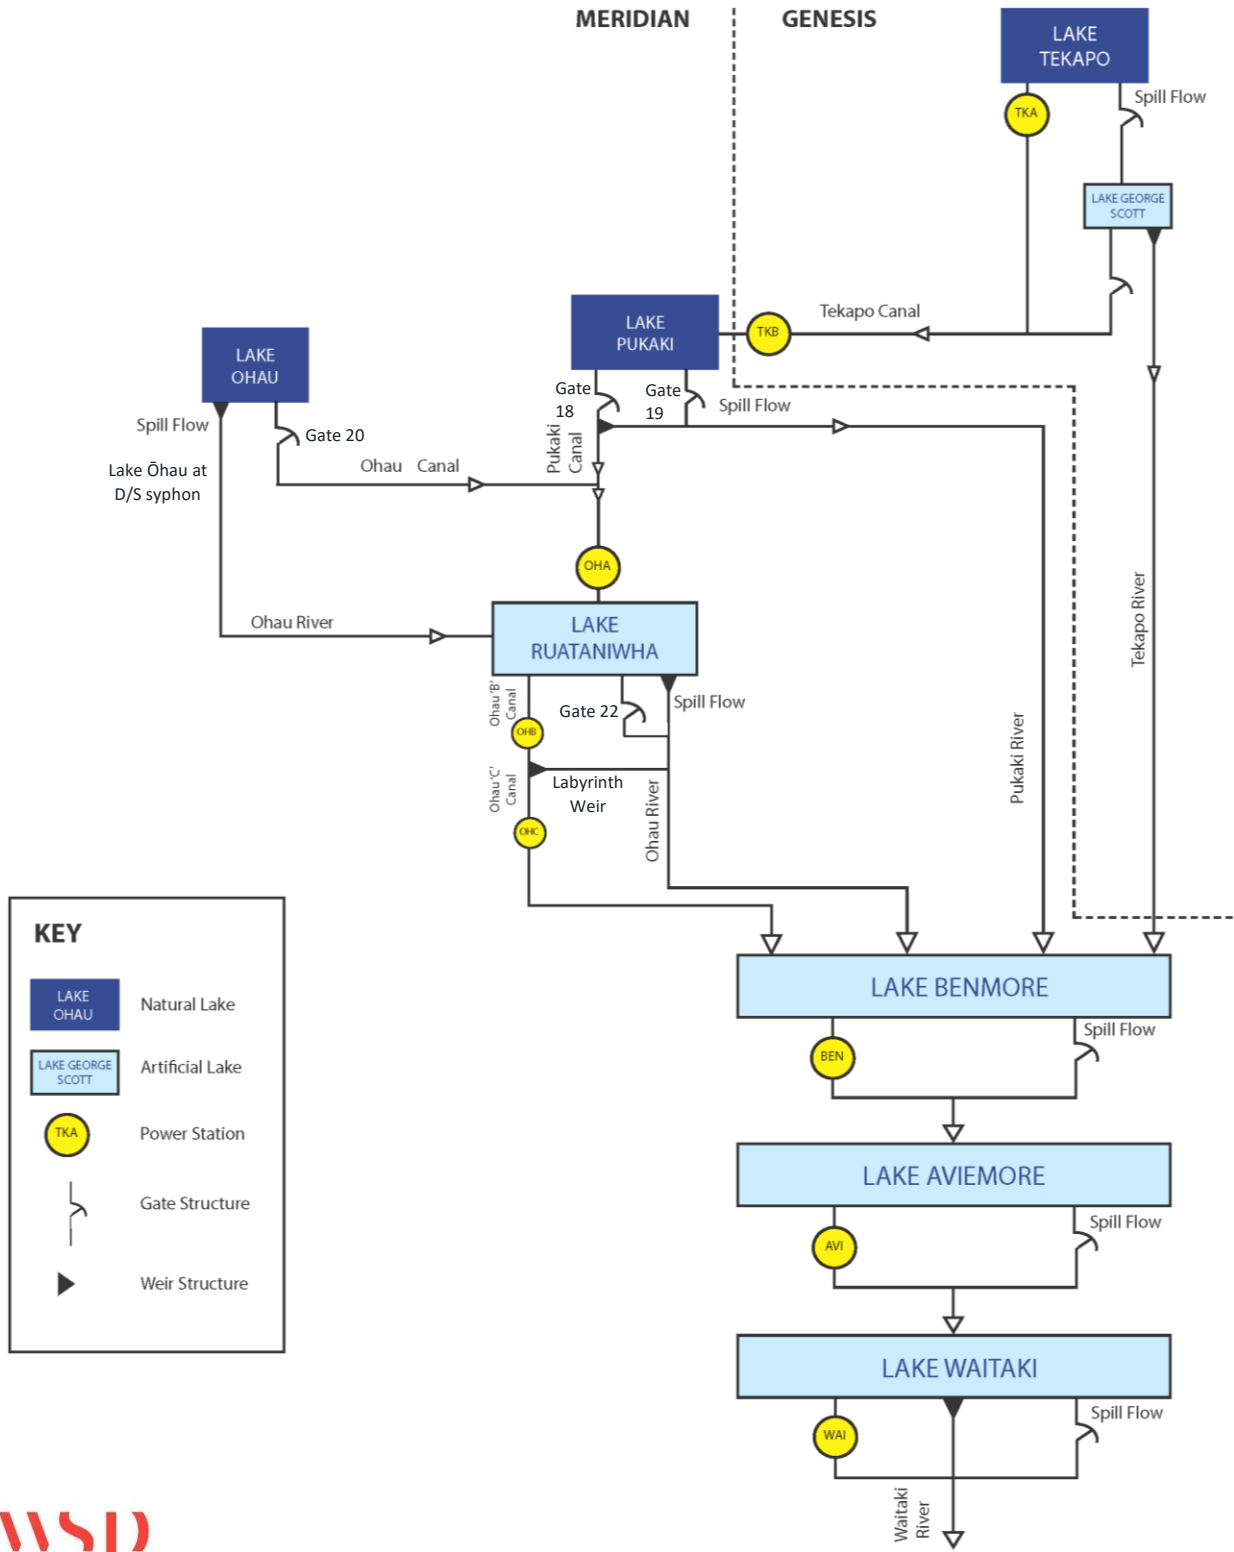 MERIDIAN
GENESIS
LAKE
TEKAPO
TKA
Spill Flow
LAKE GEORGE
SCOTT
Tekapo Canal
TKB
LAKE
PUKAKI
LAKE
OHAU
Gate
18
Gate
19
Spill Flow
Spill Flow
Gate 20
Pukaki
Canal
Ohau Canal
Lake Ōhau at
D/S syphon
OHA
Ohau River
LAKE
RUATANIWHA
Tekapo River
Ohau 'B'
Canal
Gate 22
Spill Flow
OHB
Labyrinth
Weir
Ohau 'C'
Canal
OHC
Ohau River
Pukaki River
LAKE BENMORE
BEN
Spill Flow
LAKE AVIEMORE
AVI
Spill Flow
LAKE WAITAKI
WAI
Spill Flow
Waitaki
River
KEY
LAKE
OHAU
Natural Lake
LAKE GEORGE
SCOTT
Artificial Lake
TKA
Power Station
Gate Structure
Weir Structure